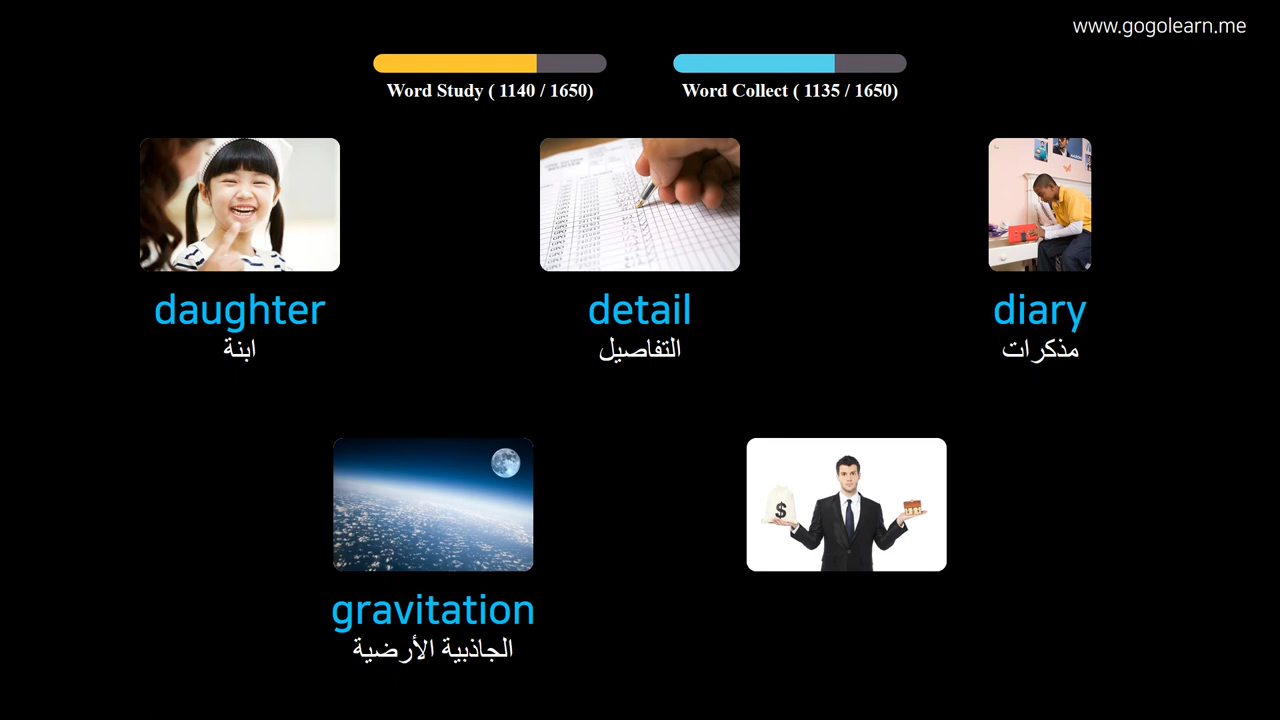 www.gogolearn.me
Word Study ( 1140 / 1650)
Word Collect ( 1135 / 1650)
daughter
ابنة
detail
التفاصيل
diary
مذكرات
$
gravitation
الجاذبية الأرضية